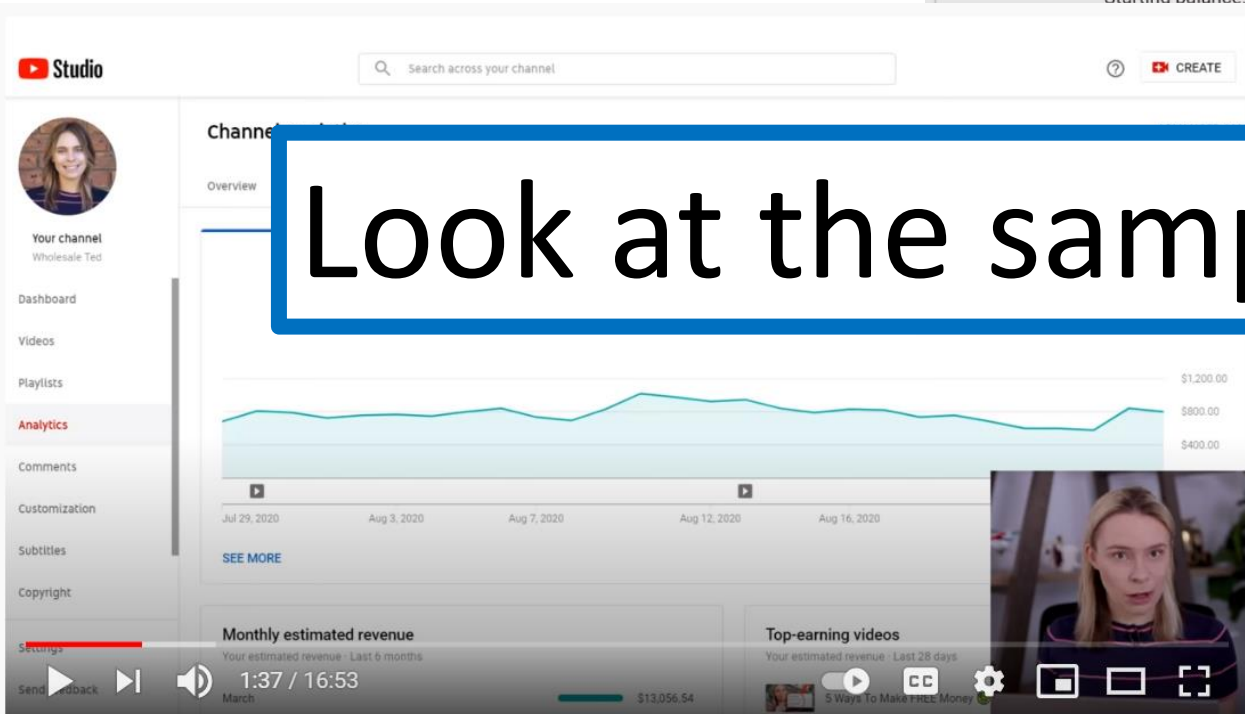 Studio
Search across your channel
CREATE
Overview
Look at the
Your channel
Wholesale Ted
Dashboard
Videos
Playlists
Analytics
Comments
Customization
Subtitles
Copyright
Settings
$1,200.00
$800.00
$400.00
Jul 29, 2020
Aug 3, 2020
Aug 7, 2020
Aug 12, 2020
Aug 16, 2020
SEE MORE
Monthly estimated revenue
Your estimated revenue · Last 6 months
March
$13,056.54
Top-earning videos
Your estimated revenue · Last 28 days
5 Ways To Make FREE Money
1:37 / 16:53
CC